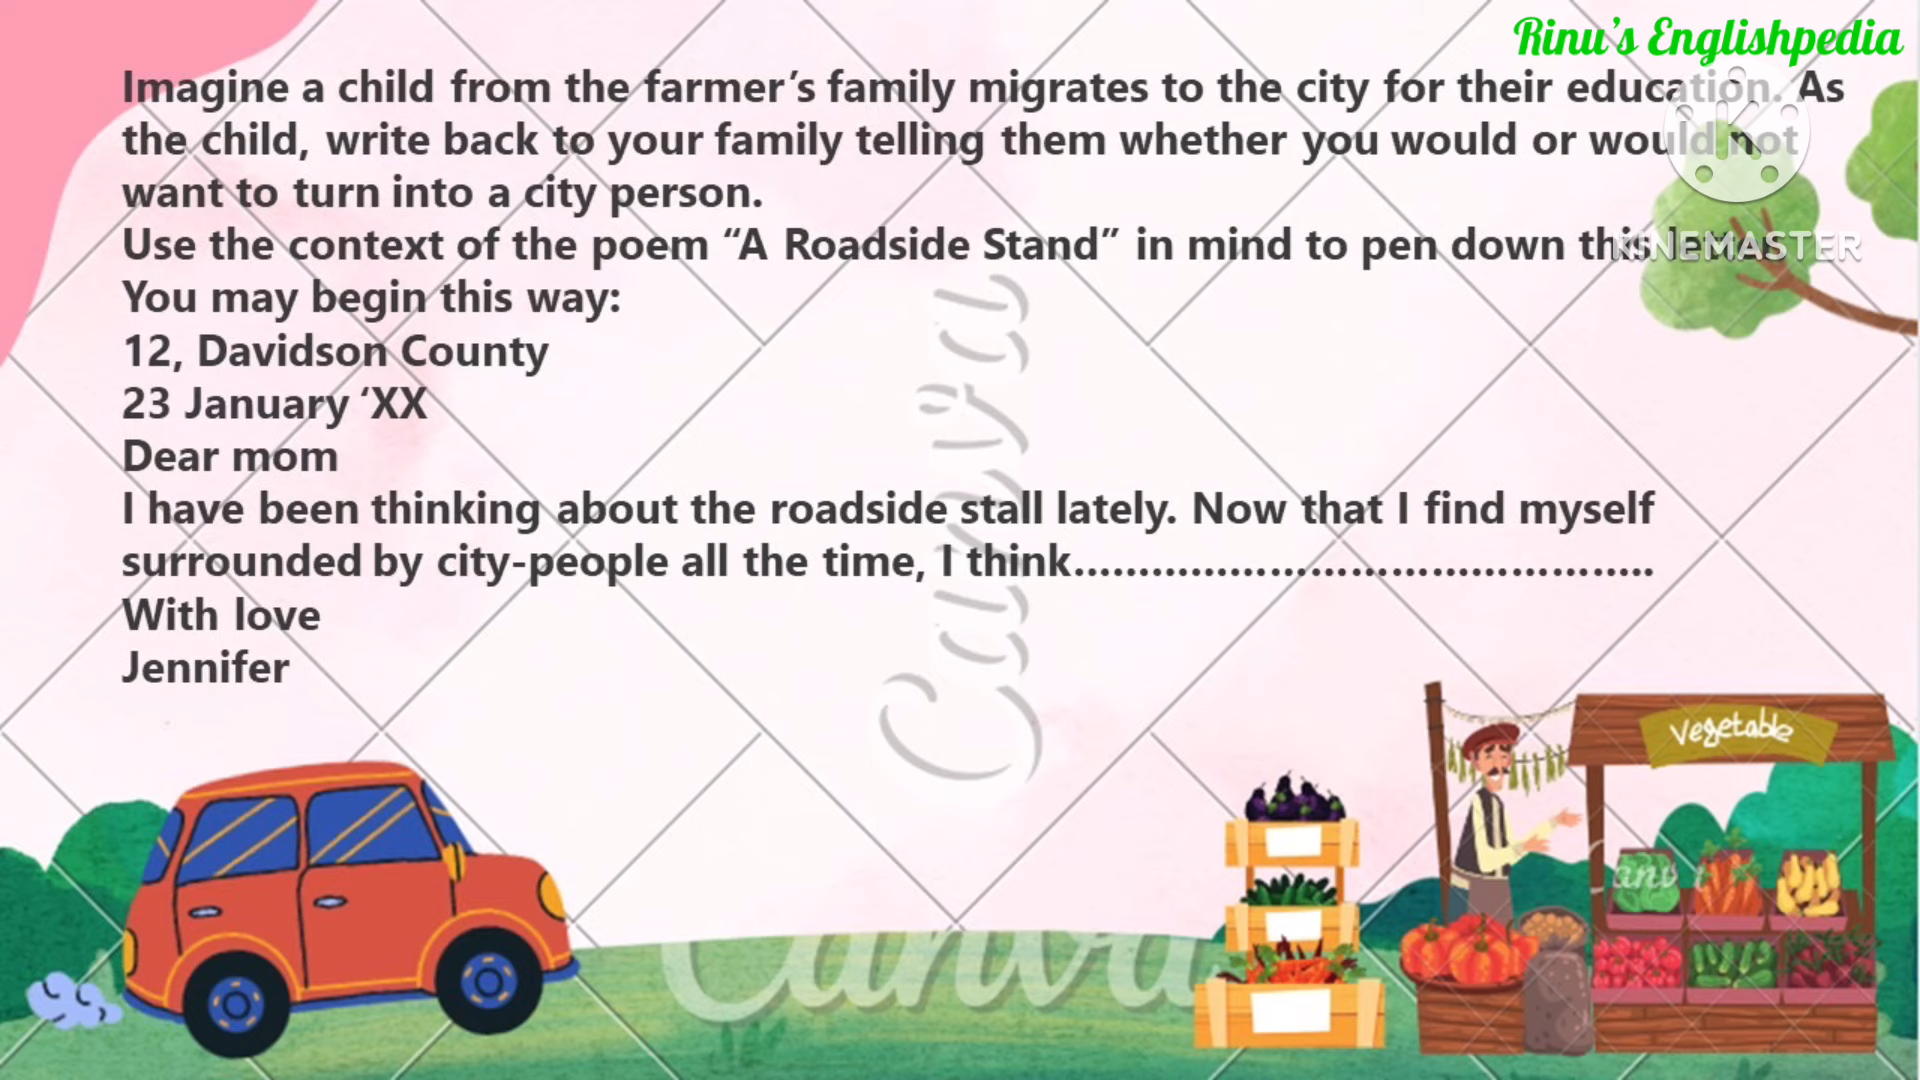 Rinu's Englishpedia
Imagine a child from the farmer's family migrates to the city for their education. As
the child, write back to your family telling them whether you would or would not
want to turn into a city person.
Use the context of the poem “A Roadside Stand” in mind to pen down this
KINEMASTER
You may begin this way:
12, Davidson County
23 January ‘XX
Dear mom
I have been thinking about the roadside stall lately. Now that I find myself
surrounded by city-people all the time, I think..........................................
With love
Jennifer
Canva
vegetable
Canva